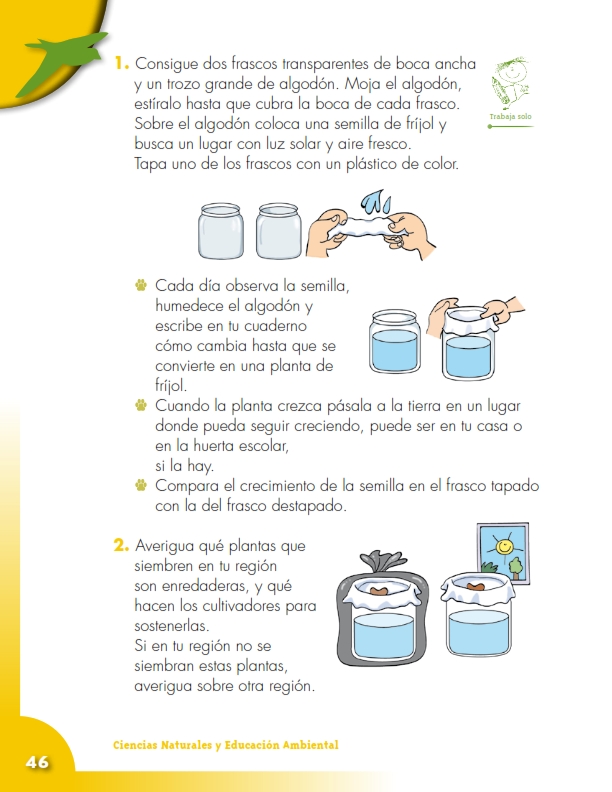 1. Consigue dos frascos transparentes de boca ancha
y un trozo grande de algodón. Moja el algodón,
estíralo hasta que cubra la boca de cada frasco.
Sobre el algodón coloca una semilla de fríjol y
busca un lugar con luz solar y aire fresco.
Tapa uno de los frascos con un plástico de color.
Trabaja solo
Cada día observa la semilla,
humedece el algodón y
escribe en tu cuaderno
cómo cambia hasta que se
convierte en una planta de
fríjol.
Cuando la planta crezca pásala a la tierra en un lugar
donde pueda seguir creciendo, puede ser en tu casa o
en la huerta escolar,
si la hay.
Compara el crecimiento de la semilla en el frasco tapado
con la del frasco destapado.
2. Averigua qué plantas que
siembren en tu región
son enredaderas, y qué
hacen los cultivadores para
sostenerlas.
Si en tu región no se
siembran estas plantas,
averigua sobre otra región.
Ciencias Naturales y Educación Ambiental
46